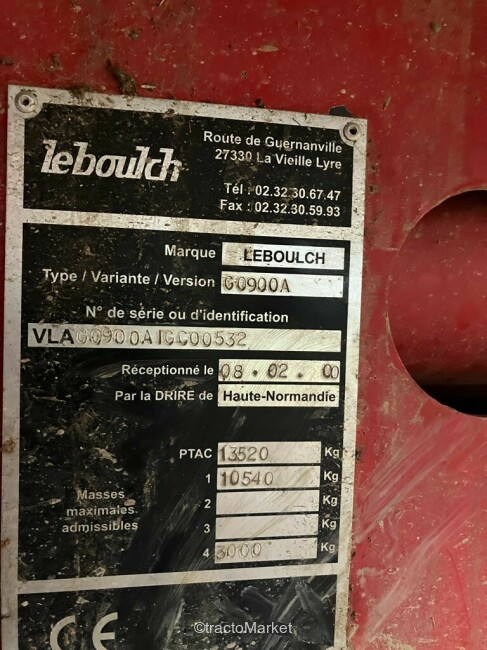 leboulch
Route de Guernanville
27330 La Vieille Lyre
Tél : 02.32.30.67.47
Fax : 02.32.30.59.93
Marque LEBOULCH
Type / Variante / Version G0900A
N° de série ou d'identification
VLAG0900A1GC00532
Réceptionné le 08.02.00
Par la DRIRE de Haute-Normandie
PTAC 13520 Kg
Masses maximales admissibles
1 10540 Kg
2 Kg
3 Kg
4 3000 Kg
CE
©tractoMarket